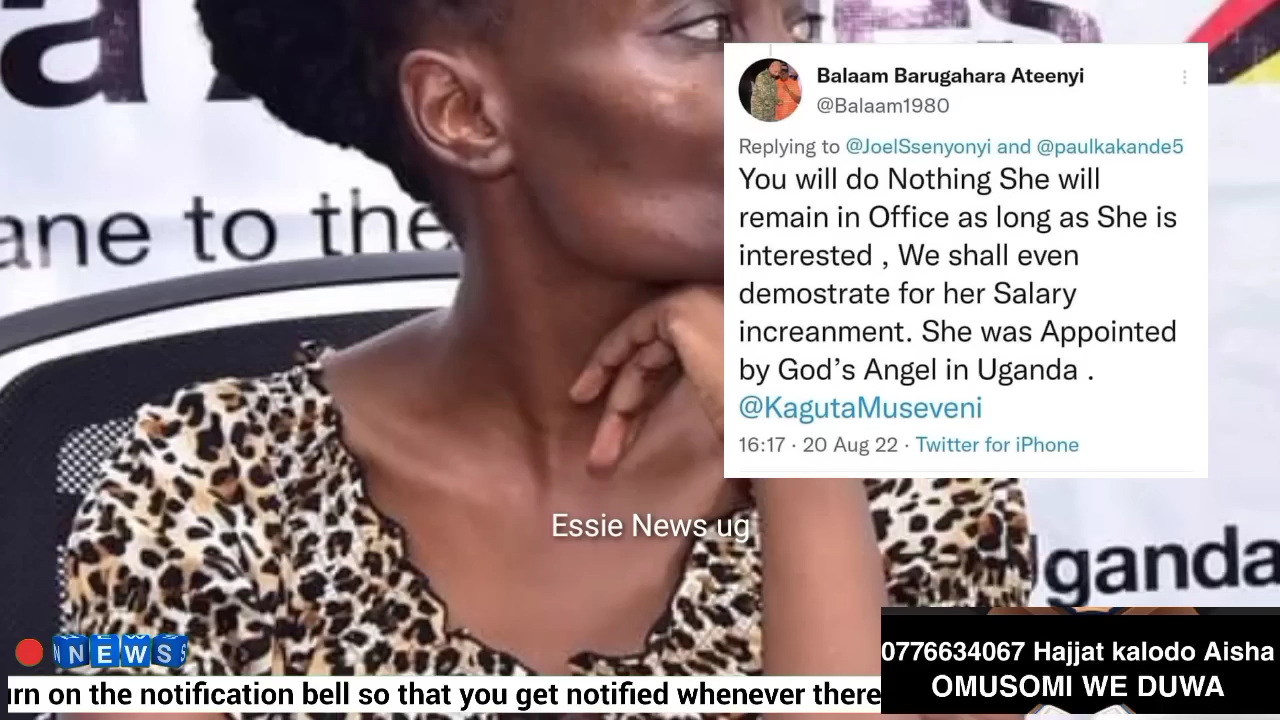 ane to the
Balaam Barugahara Ateenyi
@Balaam1980
Replying to @JoelSsenyonyi and @paulkakande5
You will do Nothing She will
remain in Office as long as She is
interested , We shall even
demostrate for her Salary
increanment. She was Appointed
by God’s Angel in Uganda .
@KagutaMuseveni
16:17 · 20 Aug 22 · Twitter for iPhone
Essie News ug
ganda
NEWS
0776634067 Hajjat kalodo Aisha
OMUSOMI WE DUWA
urn on the notification bell so that you get notified whenever there